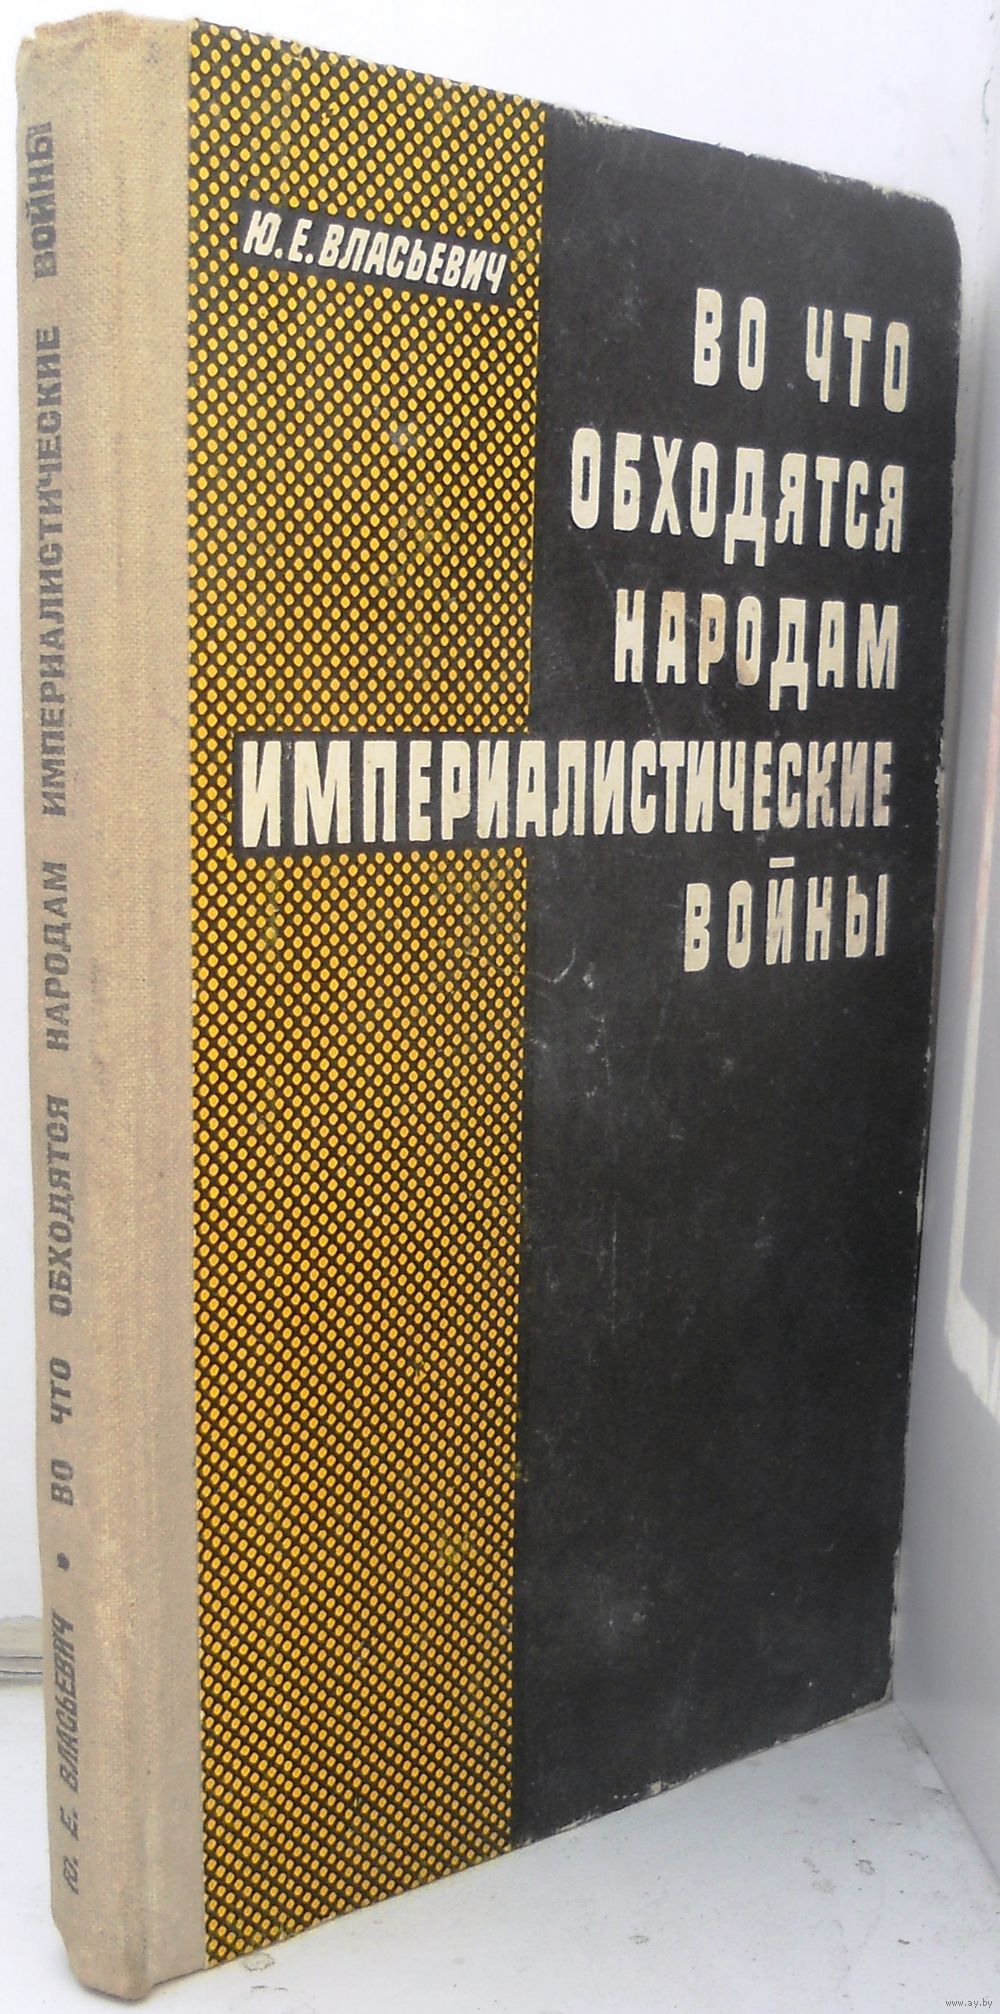 Ю. Е. ВЛАСЬЕВИЧ • ВО ЧТО ОБХОДЯТСЯ НАРОДАМ ИМПЕРИАЛИСТИЧЕСКИЕ ВОЙНЫ
Ю.Е.ВЛАСЬЕВИЧ
ВО ЧТО
ОБХОДЯТСЯ
НАРОДАМ
ИМПЕРИАЛИСТИЧЕСКИЕ
ВОЙНЫ
www.ay.by